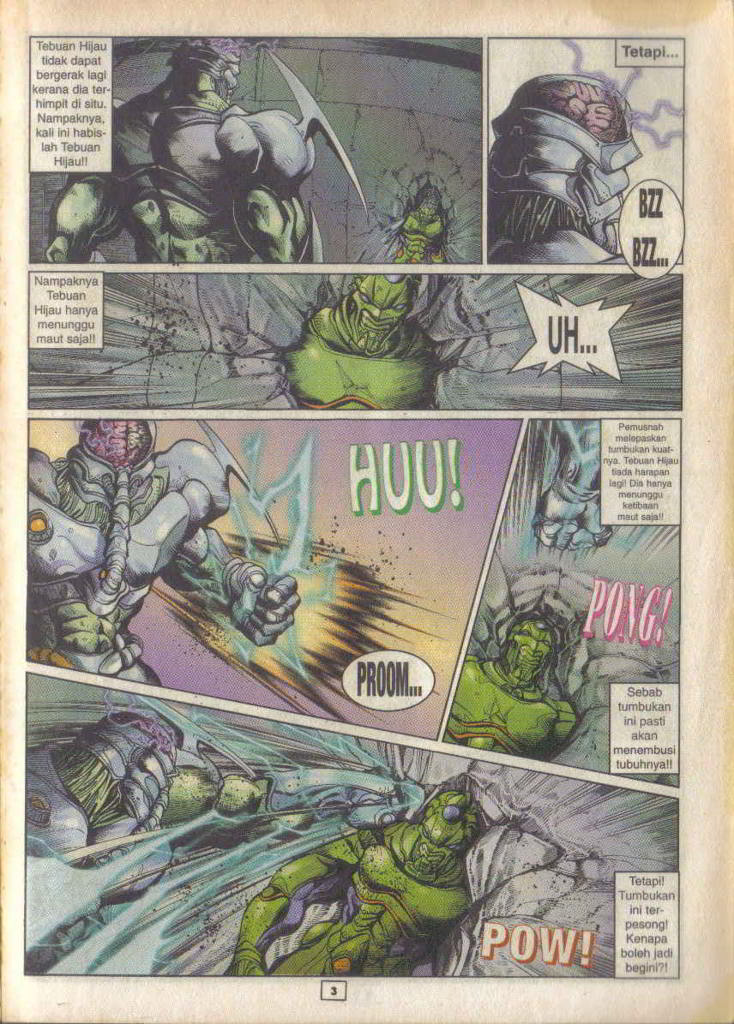 Tebuan Hijau
tidak dapat
bergerak lagi
kerana dia ter-
himpit di situ.
Nampaknya,
kali ini habis-
lah Tebuan
Hijau!!
Tetapi...
BZZ
BZZ...
Nampaknya
Tebuan
Hijau hanya
menunggu
maut saja!!
UH...
HUU!
PROOM...
Pemusnah
melepaskan
tumbukan kuat-
nya. Tebuan Hijau
tiada harapan
lagi! Dia hanya
menunggu
ketibaan
maut saja!!
PONG!
Sebab
tumbukan
ini pasti
akan
menembusi
tubuhnya!!
POW!
Tetapi!
Tumbukan
ini ter-
pesong!
Kenapa
boleh jadi
begini?!
3